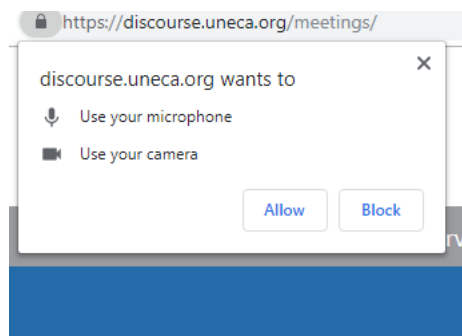 https://discourse.uneca.org/meetings/
discourse.uneca.org wants to
Use your microphone
Use your camera
Allow Block